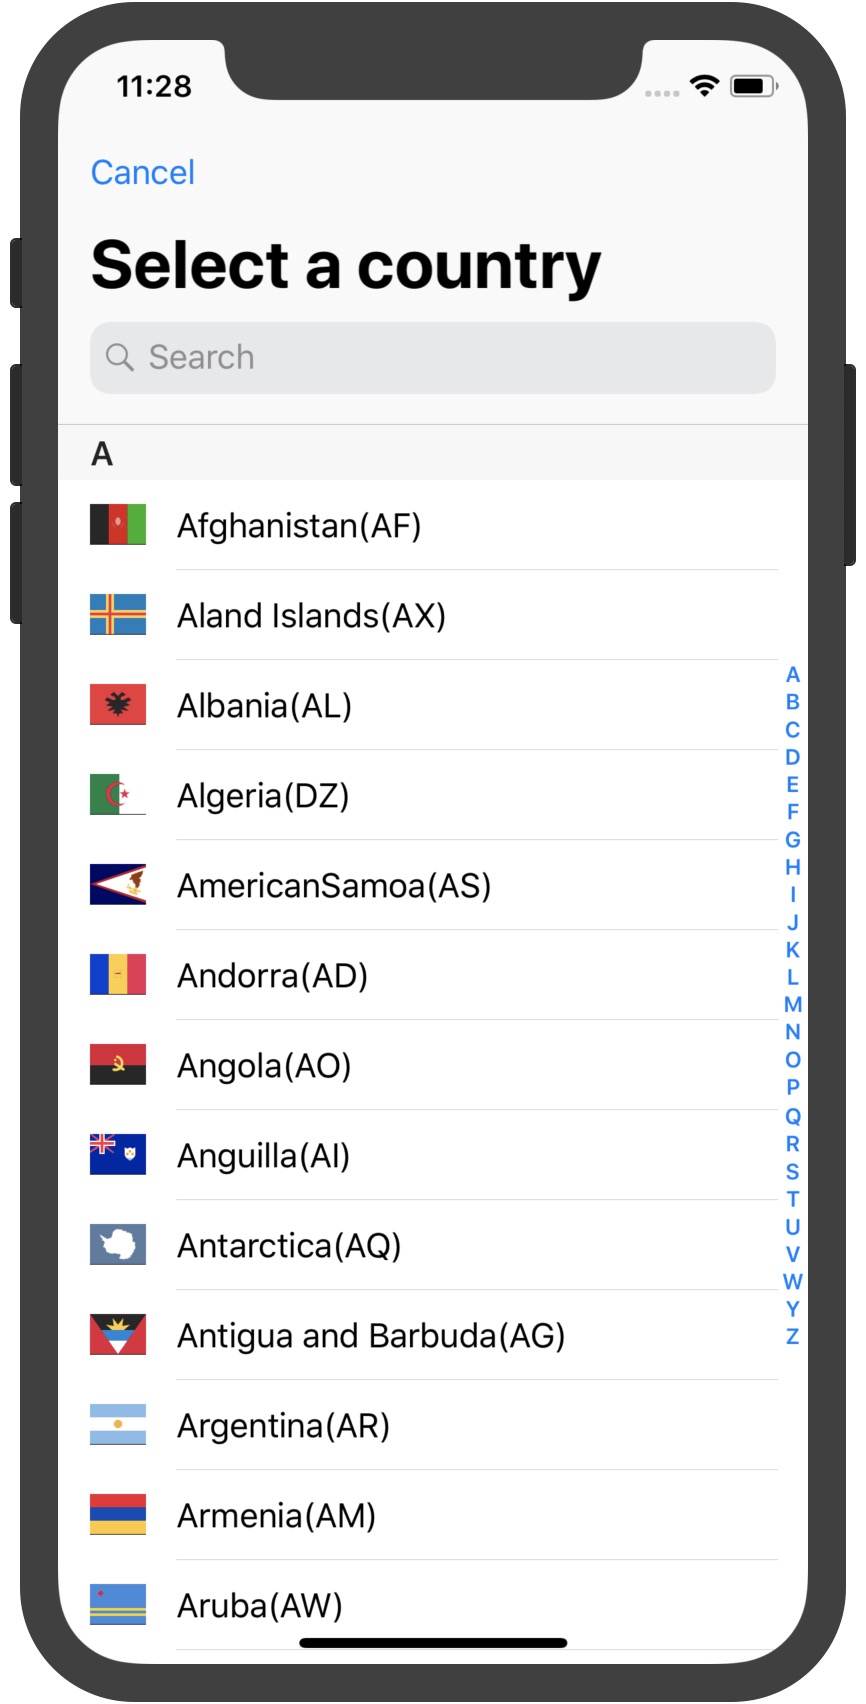 11:28
Cancel
Select a country
Search
A
Afghanistan(AF)
Aland Islands(AX)
Albania(AL)
Algeria(DZ)
AmericanSamoa(AS)
Andorra(AD)
Angola(AO)
Anguilla(AI)
Antarctica(AQ)
Antigua and Barbuda(AG)
Argentina(AR)
Armenia(AM)
Aruba(AW)
A
B
C
D
E
F
G
H
I
J
K
L
M
N
O
P
Q
R
S
T
U
V
W
Y
Z